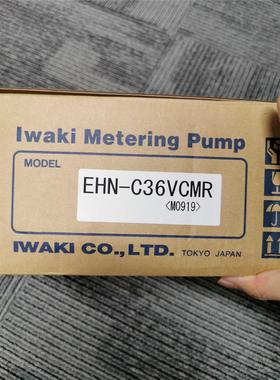 Iwaki Metering Pump
MODEL
EHN-C36VCMR
<M0919>
IWAKI CO.,LTD. TOKYO JAPAN